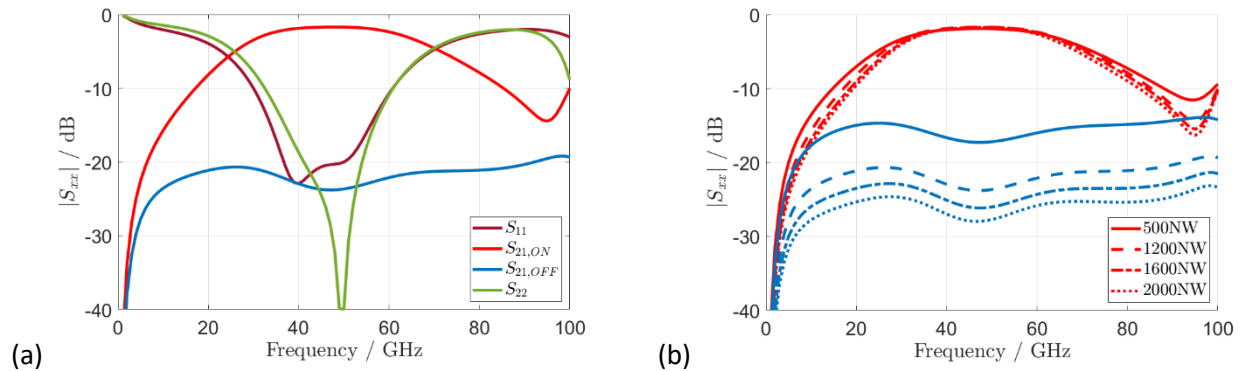 0
-10
-20
-30
-40
|S_xx| / dB
0 20 40 60 80 100
Frequency / GHz
S_11
S_21,ON
S_21,OFF
S_22
(a)
0
-10
-20
-30
-40
|S_xx| / dB
0 20 40 60 80 100
Frequency / GHz
500NW
1200NW
1600NW
2000NW
(b)